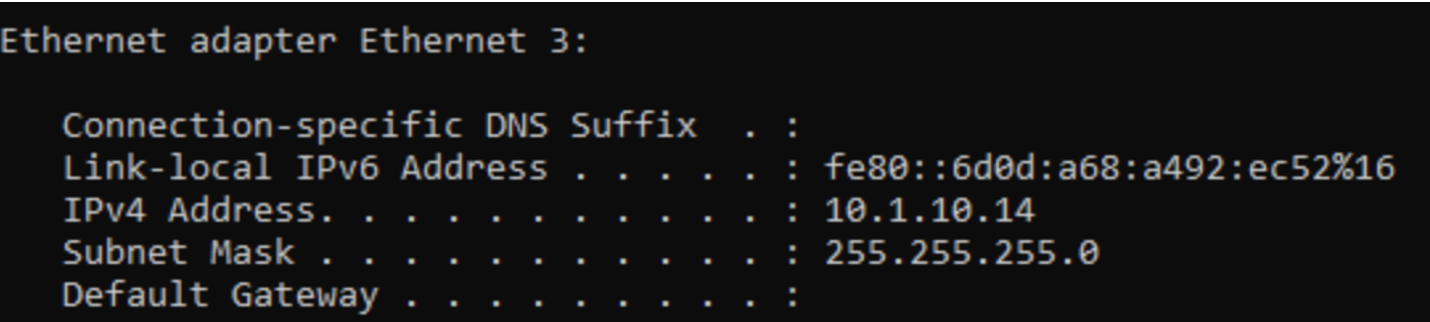 Ethernet adapter Ethernet 3:
Connection-specific DNS Suffix  . :
Link-local IPv6 Address . . . . . : fe80::6d0d:a68:a492:ec52%16
IPv4 Address. . . . . . . . . . . : 10.1.10.14
Subnet Mask . . . . . . . . . . . : 255.255.255.0
Default Gateway . . . . . . . . . :